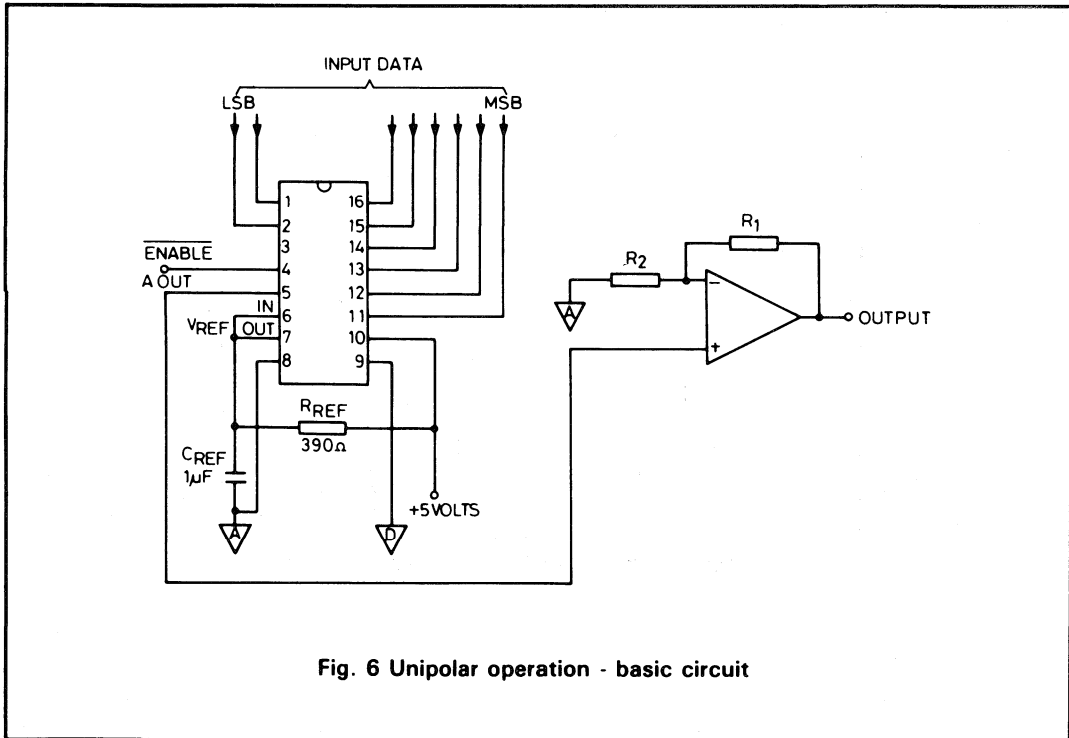 INPUT DATA
LSB MSB
1 16
2 15
3 14
ENABLE
4 13
A OUT
5 12
IN
6 11
VREF OUT
7 10
8 9
RREF
390Ω
CREF
1µF
+5VOLTS
A
D
R1
R2
A
−
+
OUTPUT
Fig. 6 Unipolar operation - basic circuit